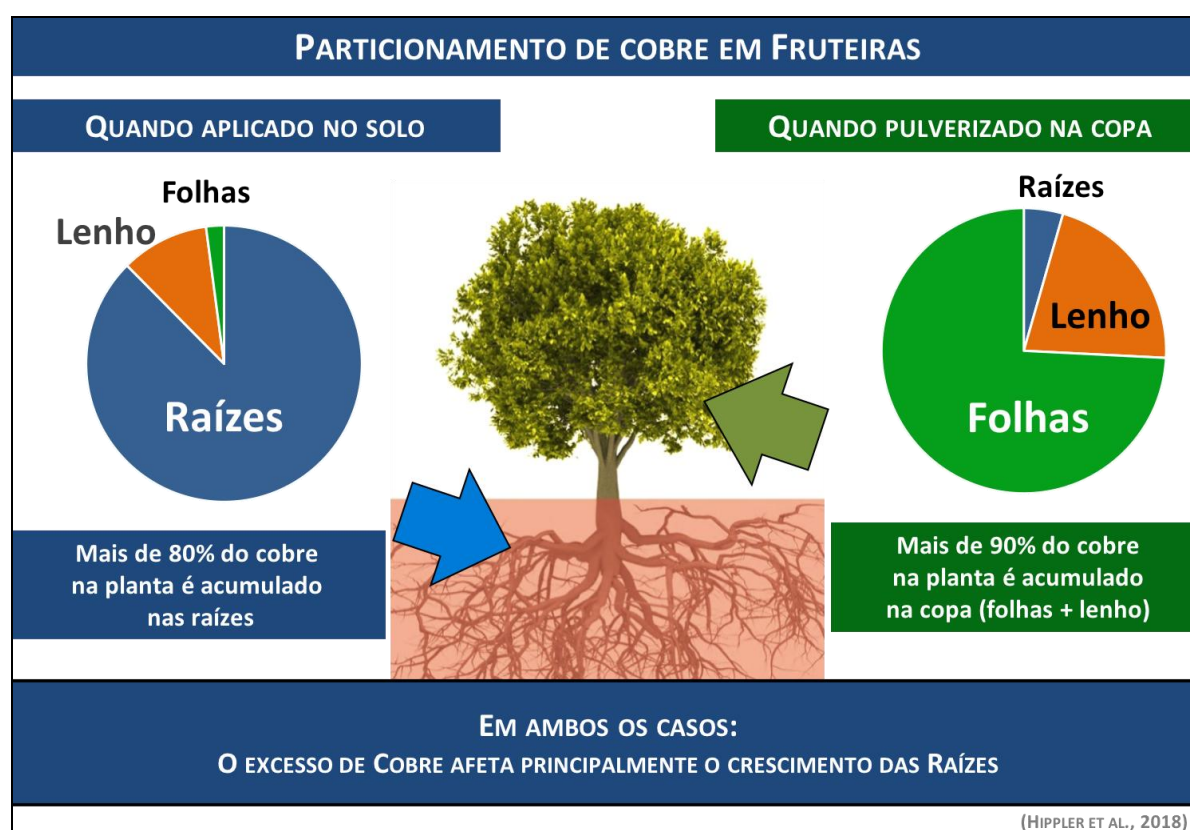 Particionamento de cobre em Fruteiras
Quando aplicado no solo
Quando pulverizado na copa
Folhas
Lenho
Raízes
Raízes
Lenho
Folhas
Mais de 80% do cobre
na planta é acumulado
nas raízes
Mais de 90% do cobre
na planta é acumulado
na copa (folhas + lenho)
Em ambos os casos:
O excesso de Cobre afeta principalmente o crescimento das Raízes
(Hippler et al., 2018)